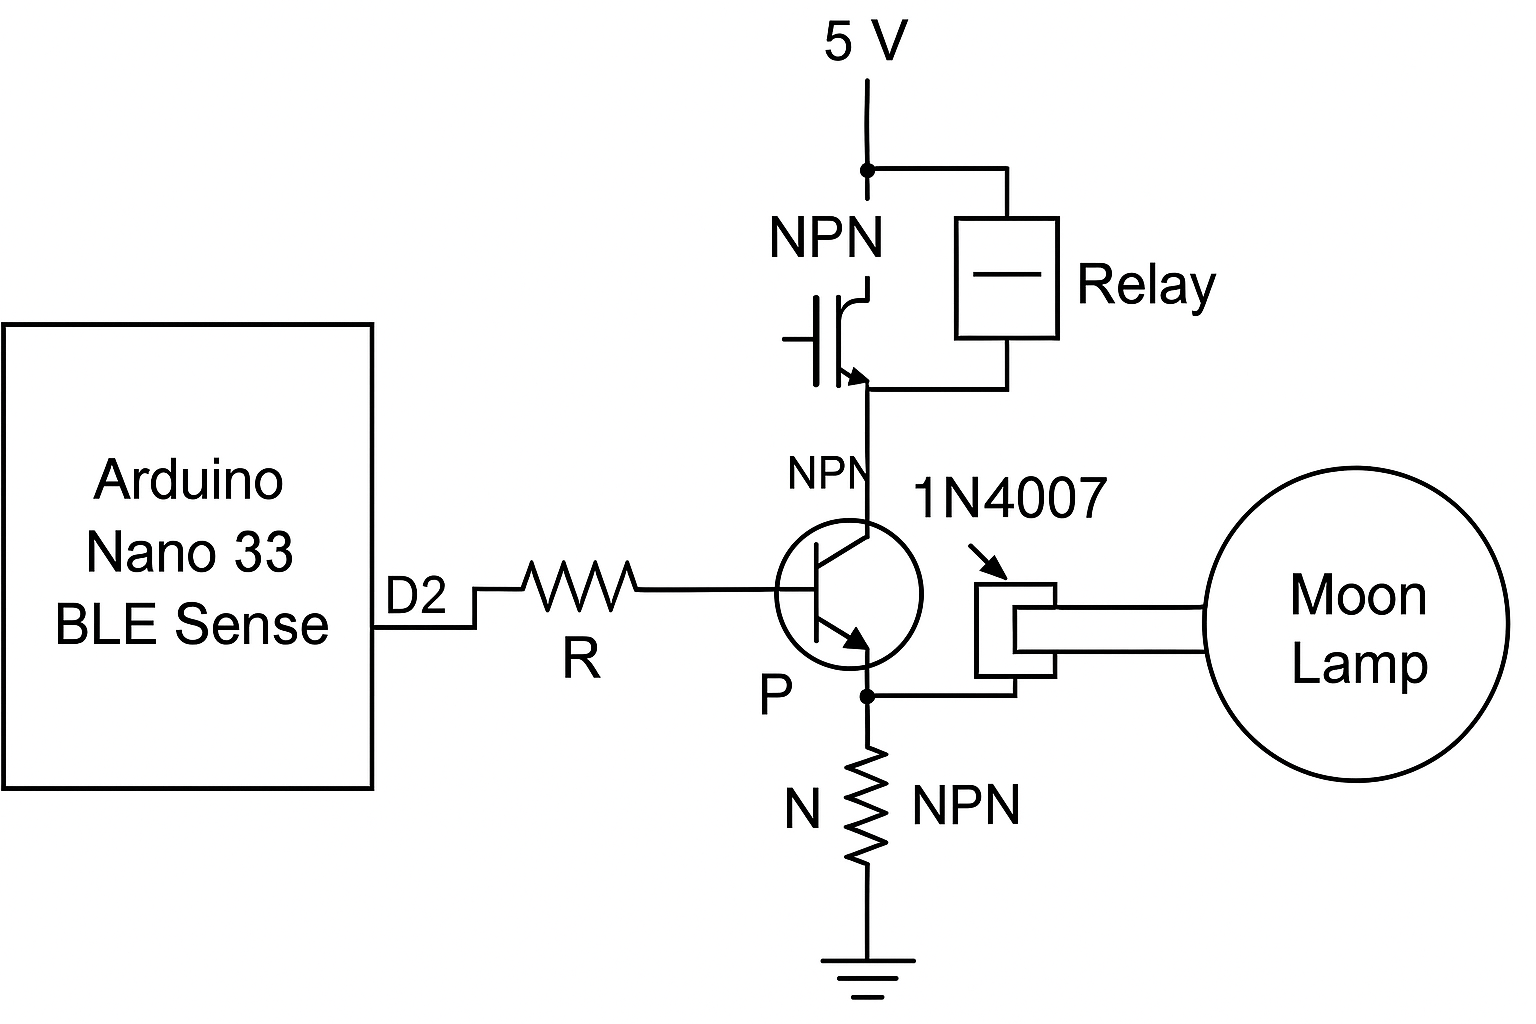 5 V
NPN
Relay
NPN
1N4007
Arduino
Nano 33
BLE Sense
D2
R
Moon
Lamp
P
N
NPN